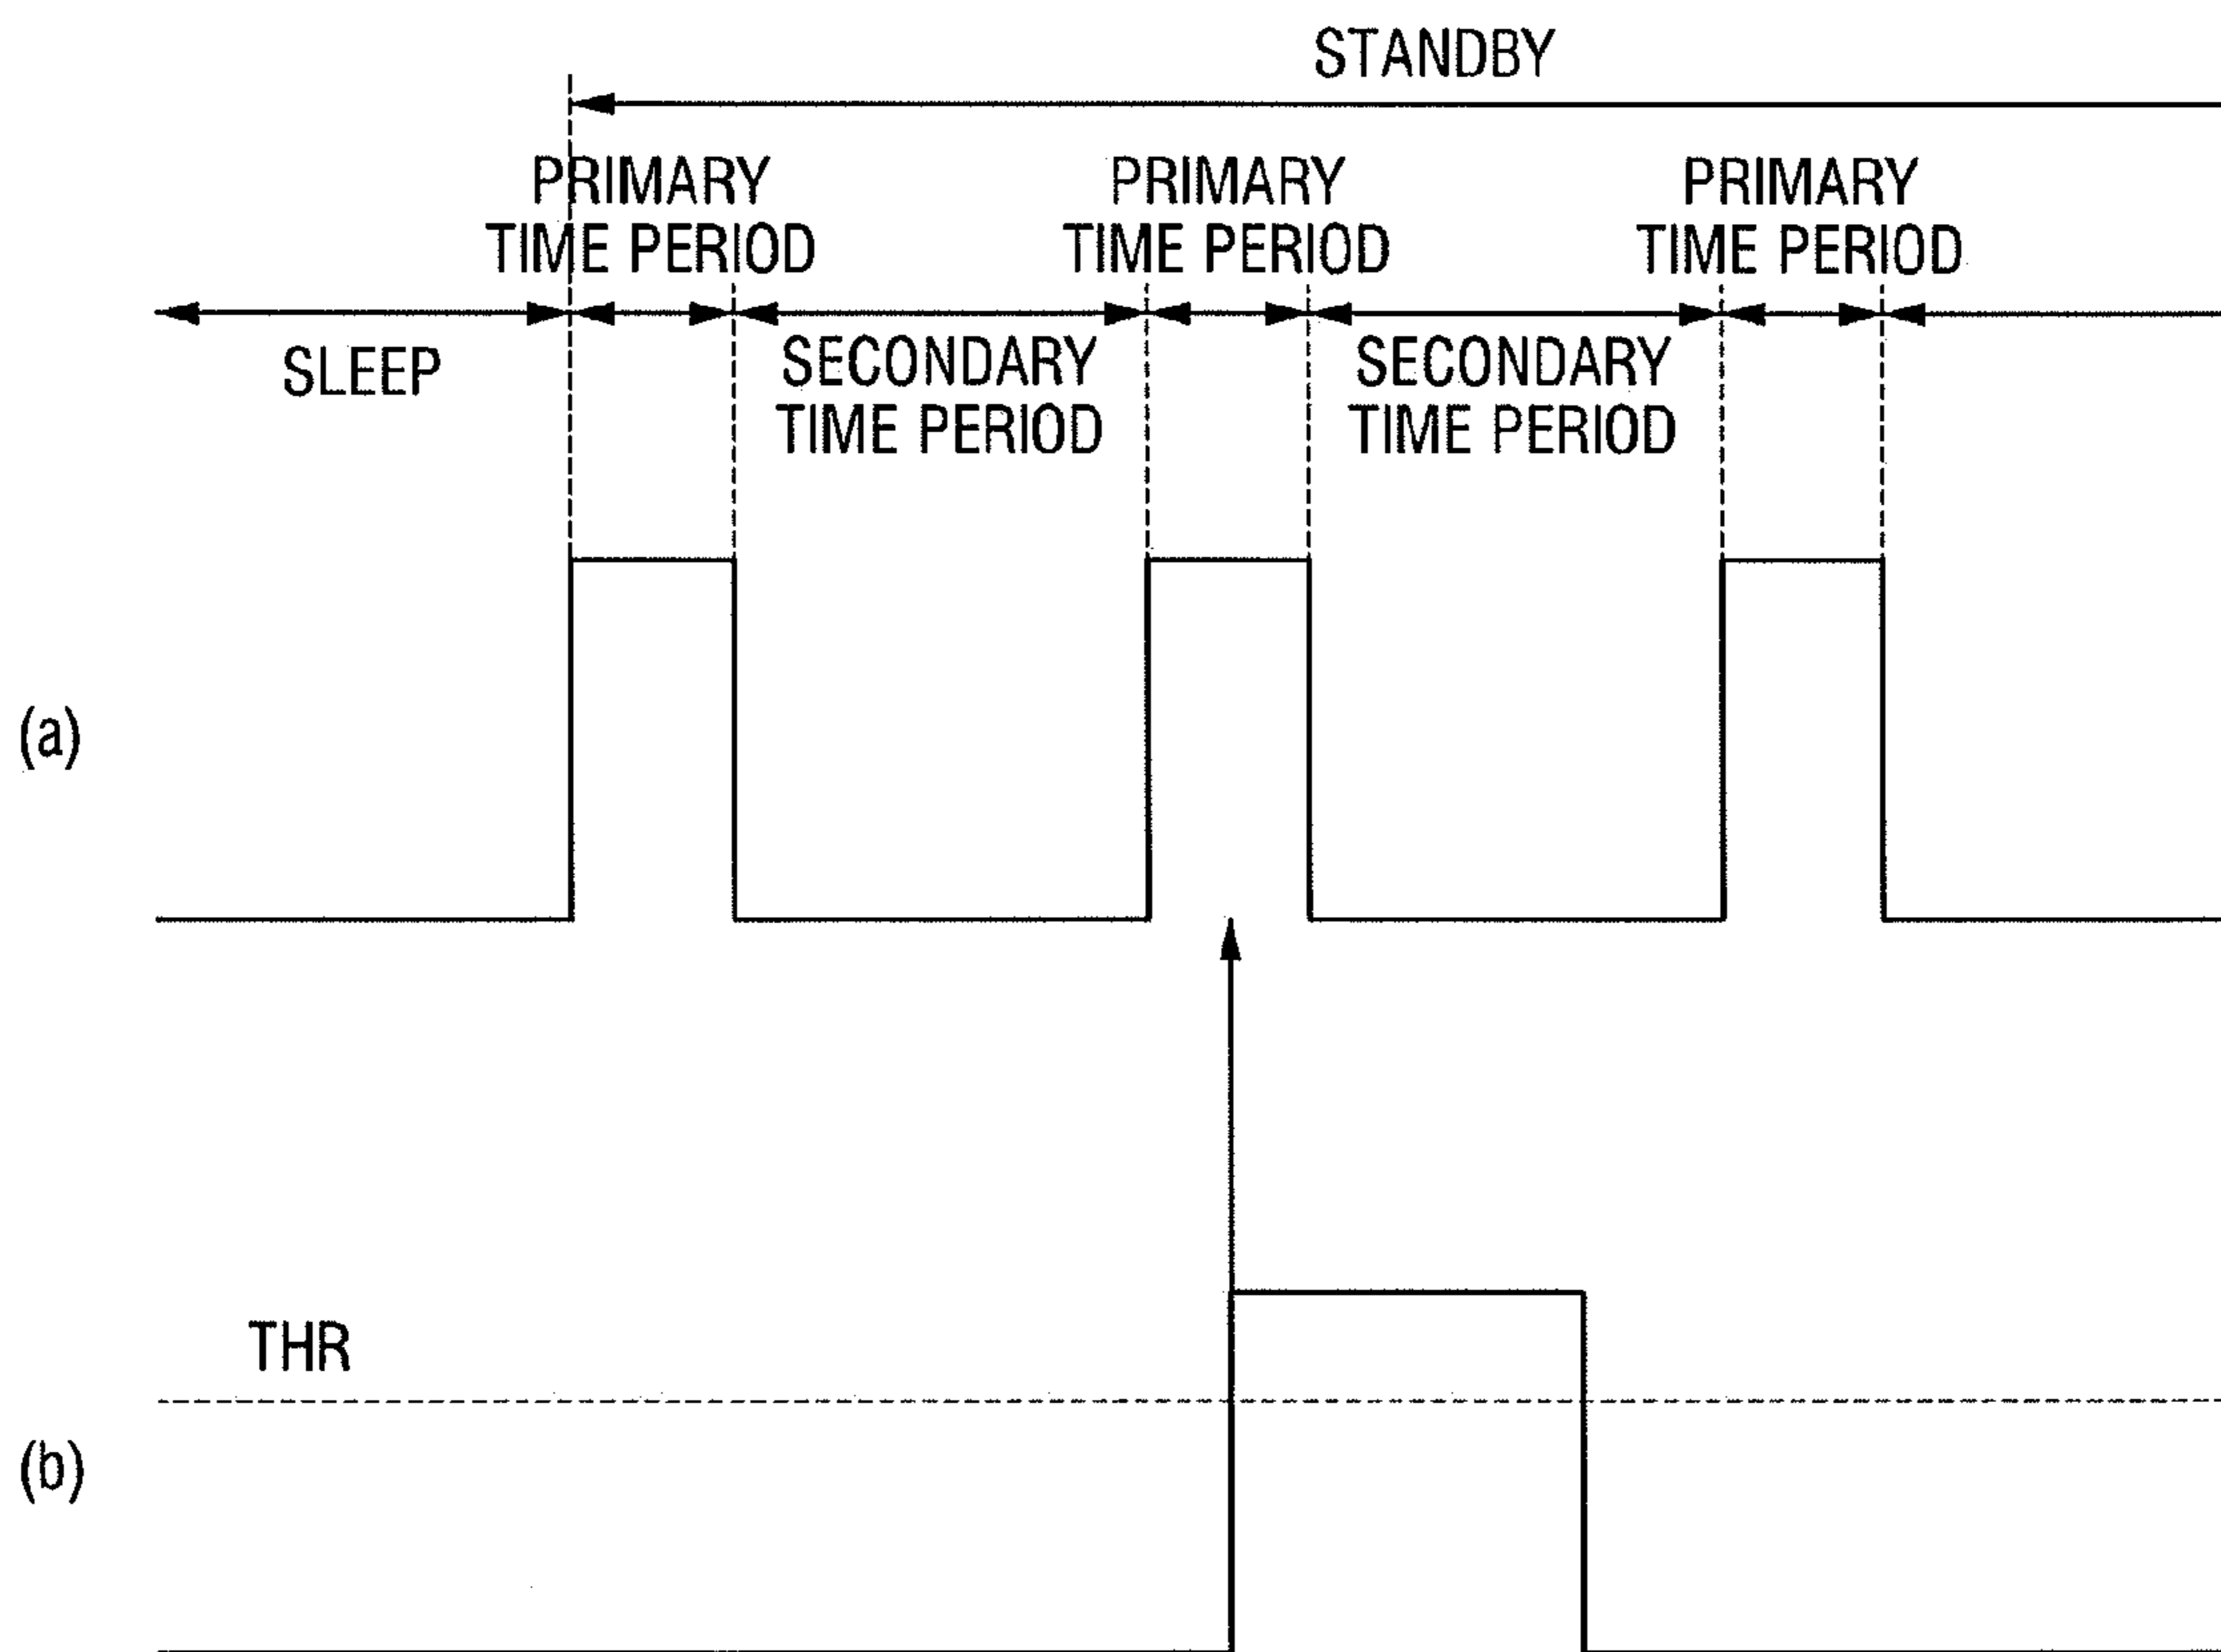 STANDBY
PRIMARY
TIME PERIOD
PRIMARY
TIME PERIOD
PRIMARY
TIME PERIOD
SLEEP
SECONDARY
TIME PERIOD
SECONDARY
TIME PERIOD
(a)
THR
(b)